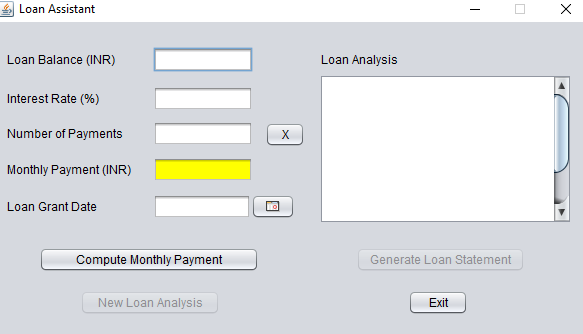 Loan Assistant
Loan Balance (INR)
Loan Analysis
Interest Rate (%)
Number of Payments
X
Monthly Payment (INR)
Loan Grant Date
Compute Monthly Payment
Generate Loan Statement
New Loan Analysis
Exit